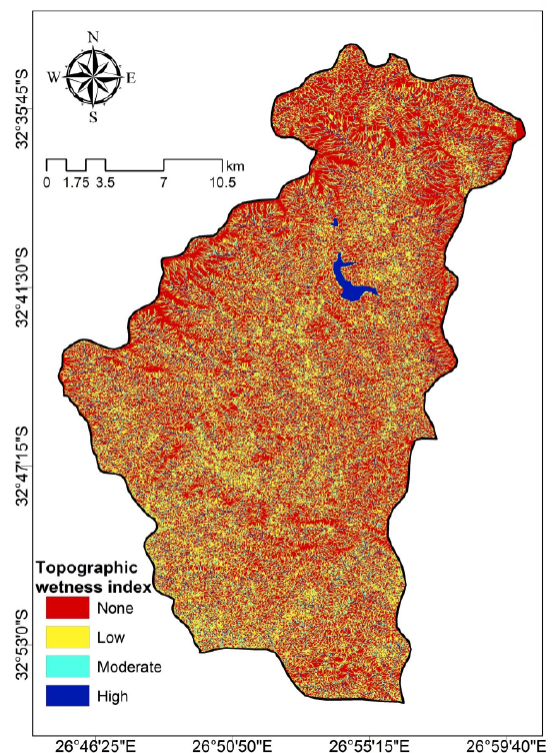 N
W E
S
km
0 1.75 3.5 7 10.5
32°35'45"S
32°41'30"S
32°47'15"S
32°53'0"S
Topographic
wetness index
None
Low
Moderate
High
26°46'25"E 26°50'50"E 26°55'15"E 26°59'40"E